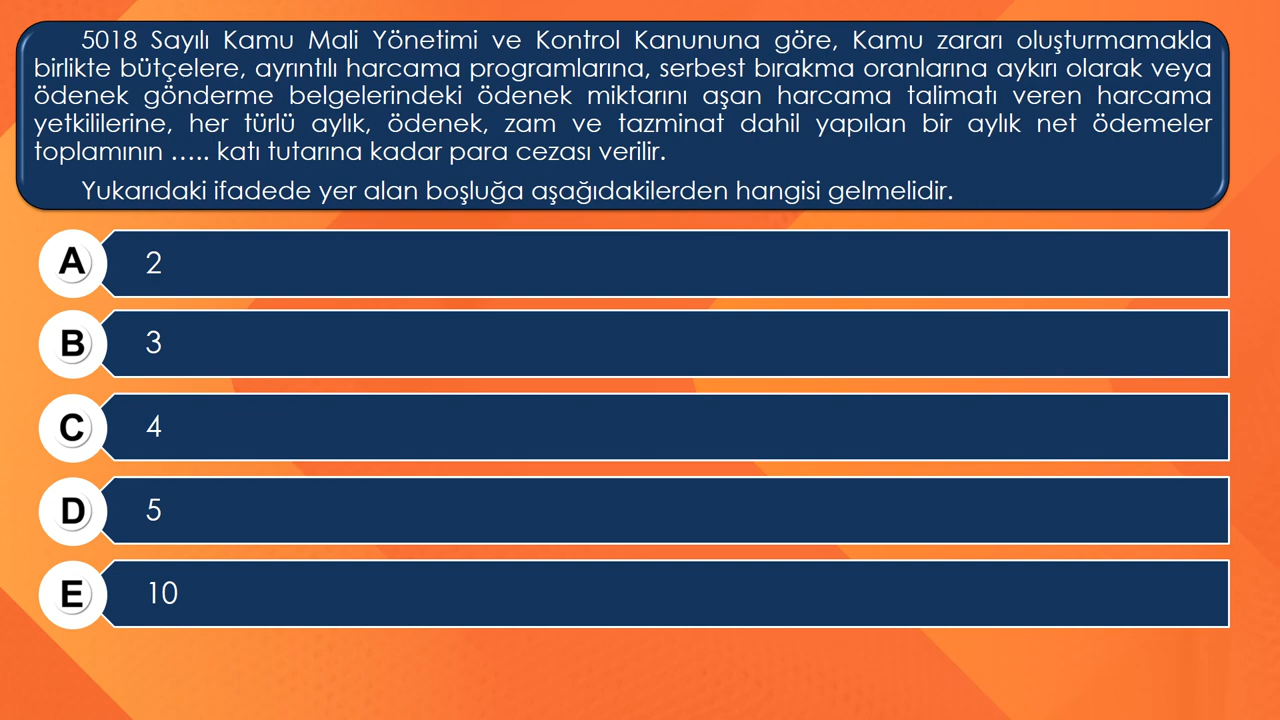 5018 Sayılı Kamu Mali Yönetimi ve Kontrol Kanununa göre, Kamu zararı oluşturmamakla
birlikte bütçelere, ayrıntılı harcama programlarına, serbest bırakma oranlarına aykırı olarak veya
ödenek gönderme belgelerindeki ödenek miktarını aşan harcama talimatı veren harcama
yetkililerine, her türlü aylık, ödenek, zam ve tazminat dahil yapılan bir aylık net ödemeler
toplamının ….. katı tutarına kadar para cezası verilir.
Yukarıdaki ifadede yer alan boşluğa aşağıdakilerden hangisi gelmelidir.
A 2
B 3
C 4
D 5
E 10